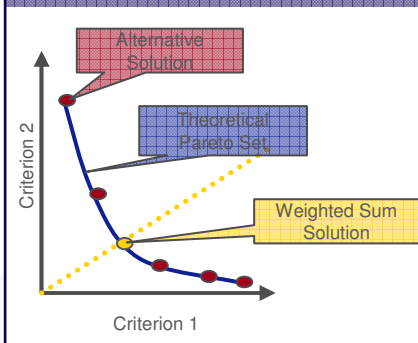 Alternative
Solution
Theoretical
Pareto Set
Criterion 2
Weighted Sum
Solution
Criterion 1